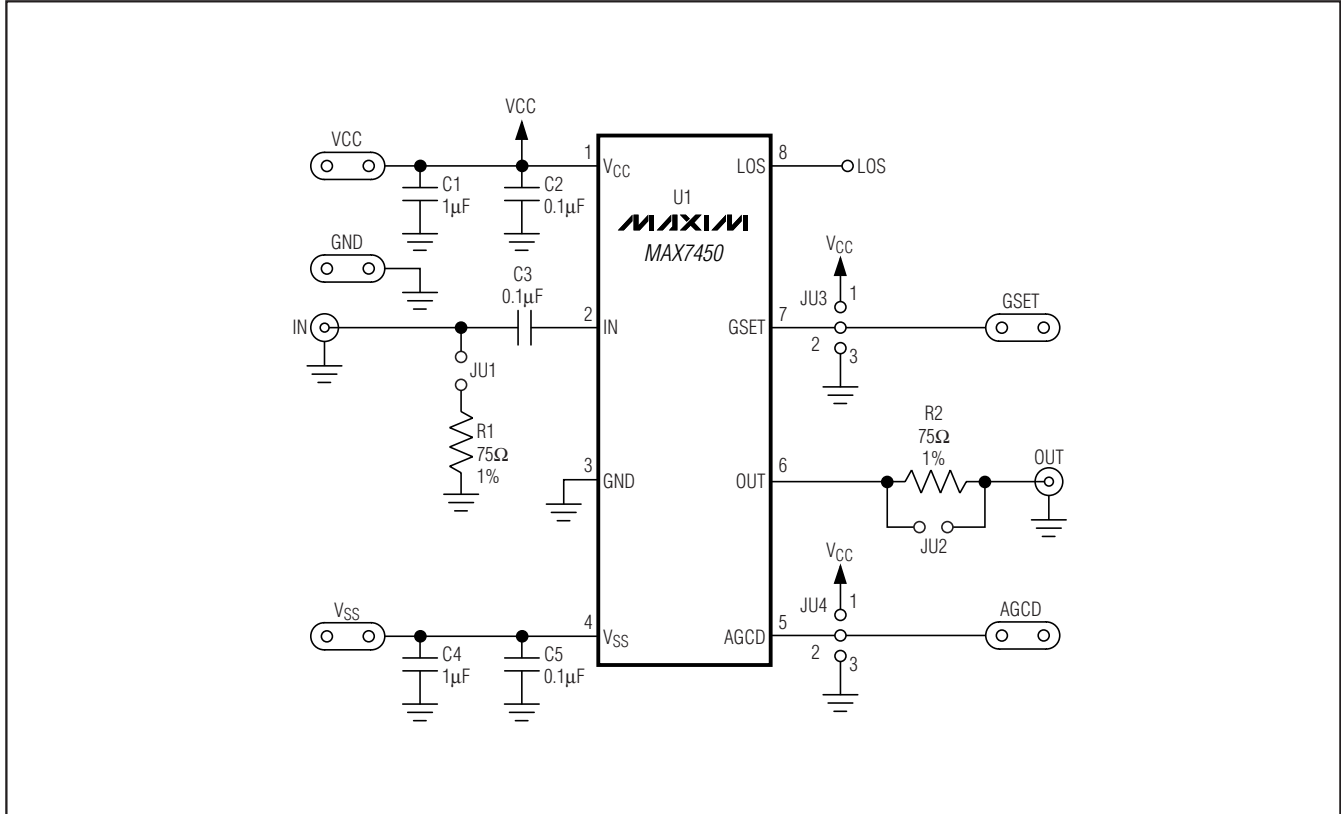 VCC
VCC
1
VCC
C1
1µF
C2
0.1µF
GND
C3
0.1µF
IN
2
IN
JU1
R1
75Ω
1%
3
GND
VSS
4
VSS
C4
1µF
C5
0.1µF
U1
MAXIM
MAX7450
8
LOS
LOS
VCC
JU3
1
7
GSET
2
3
GSET
R2
75Ω
1%
6
OUT
OUT
JU2
VCC
JU4
1
5
AGCD
2
3
AGCD